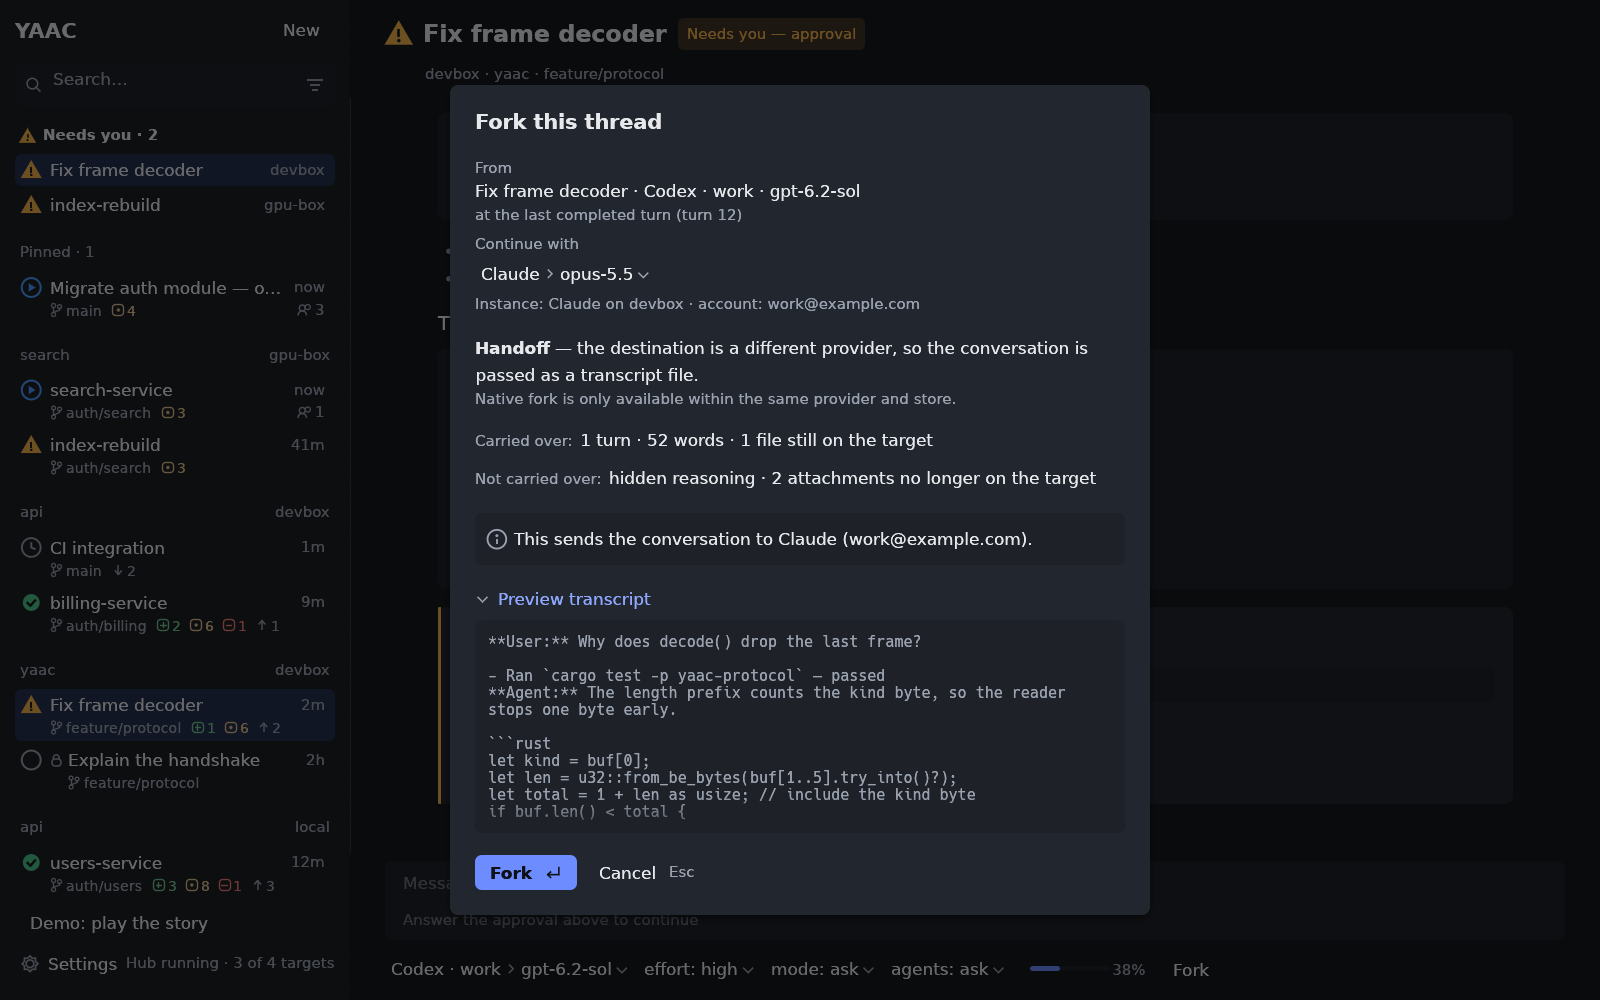 YAAC
New
Search...
Needs you · 2
Fix frame decoder devbox
index-rebuild gpu-box
Pinned · 1
Migrate auth module — o... now
main 4 3
search gpu-box
search-service now
auth/search 3 1
index-rebuild 41m
auth/search 3
api devbox
CI integration 1m
main ↓2
billing-service 9m
auth/billing 2 6 1 ↑1
yaac devbox
Fix frame decoder 2m
feature/protocol 1 6 ↑2
Explain the handshake 2h
feature/protocol
api local
users-service 12m
auth/users 3 8 1 ↑3
Demo: play the story
Settings Hub running · 3 of 4 targets
Fix frame decoder Needs you — approval
devbox · yaac · feature/protocol
T
Fork this thread
From
Fix frame decoder · Codex · work · gpt-6.2-sol
at the last completed turn (turn 12)
Continue with
Claude > opus-5.5
Instance: Claude on devbox · account: work@example.com
Handoff — the destination is a different provider, so the conversation is
passed as a transcript file.
Native fork is only available within the same provider and store.
Carried over: 1 turn · 52 words · 1 file still on the target
Not carried over: hidden reasoning · 2 attachments no longer on the target
This sends the conversation to Claude (work@example.com).
Preview transcript
**User:** Why does decode() drop the last frame?
- Ran `cargo test -p yaac-protocol` — passed
**Agent:** The length prefix counts the kind byte, so the reader
stops one byte early.
```rust
let kind = buf[0];
let len = u32::from_be_bytes(buf[1..5].try_into()?);
let total = 1 + len as usize; // include the kind byte
if buf.len() < total {
Fork ↵ Cancel Esc
Messa
Answer the approval above to continue
Codex · work > gpt-6.2-sol effort: high mode: ask agents: ask 38% Fork